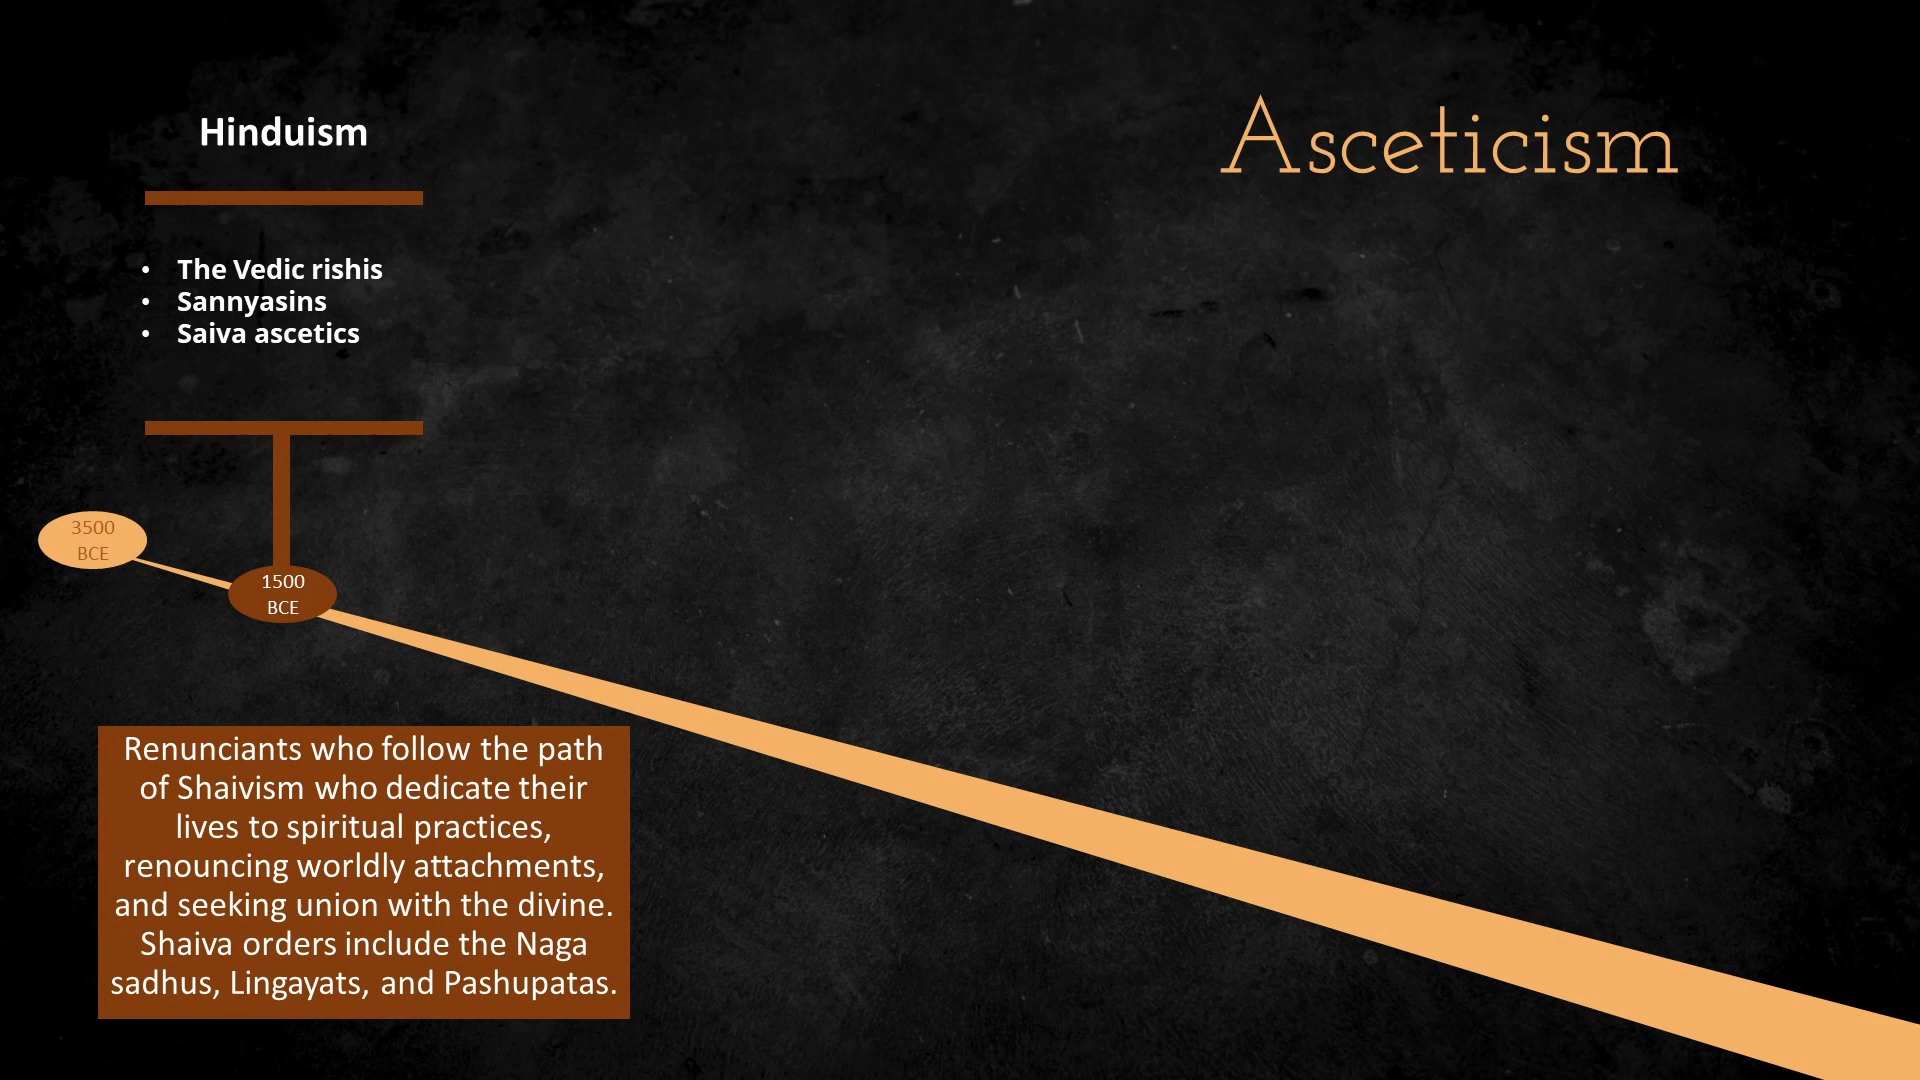 Hinduism
Asceticism
• The Vedic rishis
• Sannyasins
• Saiva ascetics
3500
BCE
1500
BCE
Renunciants who follow the path
of Shaivism who dedicate their
lives to spiritual practices,
renouncing worldly attachments,
and seeking union with the divine.
Shaiva orders include the Naga
sadhus, Lingayats, and Pashupatas.